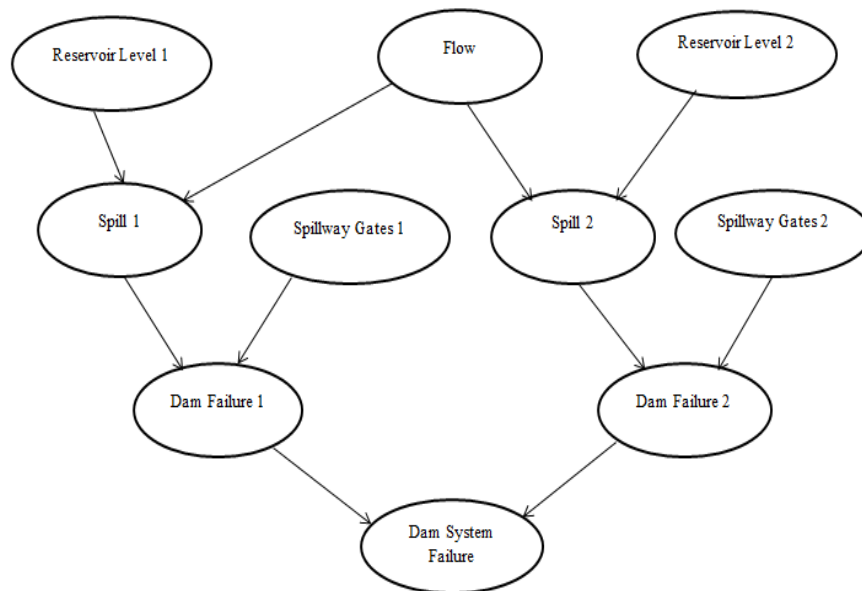 Reservoir Level 1
Flow
Reservoir Level 2
Spill 1
Spillway Gates 1
Spill 2
Spillway Gates 2
Dam Failure 1
Dam Failure 2
Dam System
Failure